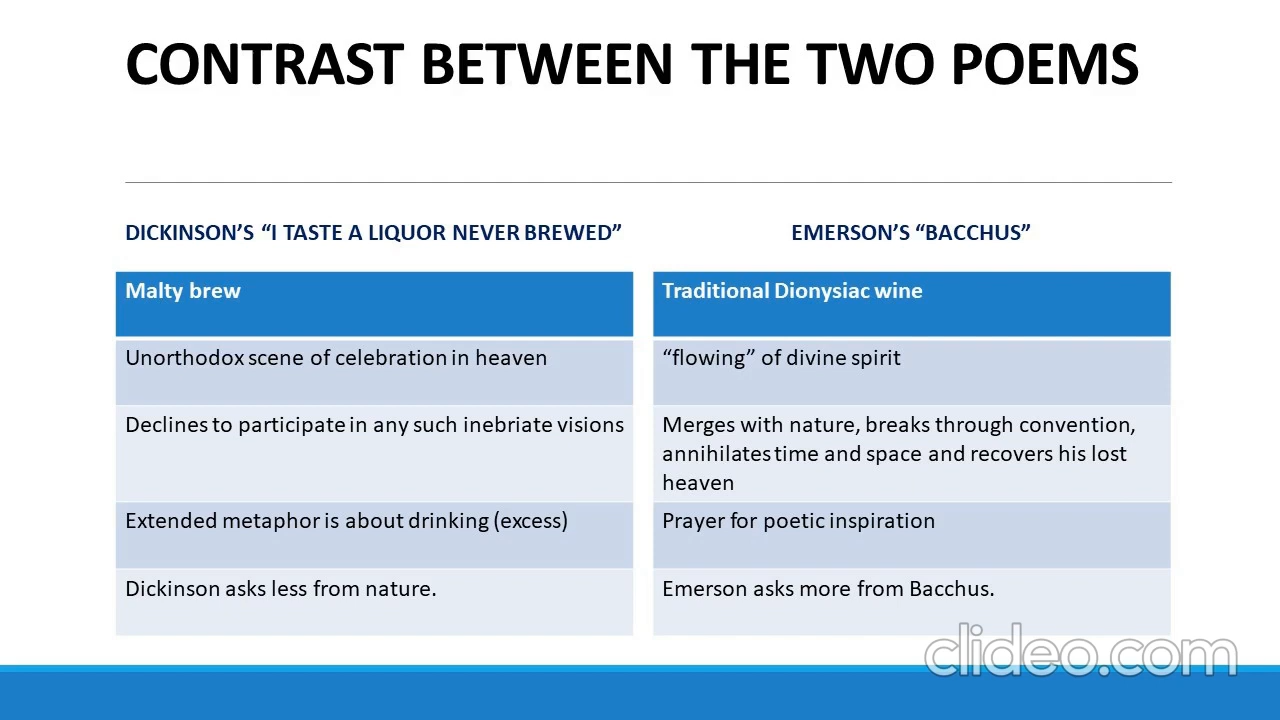 CONTRAST BETWEEN THE TWO POEMS
DICKINSON’S “I TASTE A LIQUOR NEVER BREWED”
Malty brew
Unorthodox scene of celebration in heaven
Declines to participate in any such inebriate visions
Extended metaphor is about drinking (excess)
Dickinson asks less from nature.
EMERSON’S “BACCHUS”
Traditional Dionysiac wine
“flowing” of divine spirit
Merges with nature, breaks through convention,
annihilates time and space and recovers his lost
heaven
Prayer for poetic inspiration
Emerson asks more from Bacchus.
clideo.com